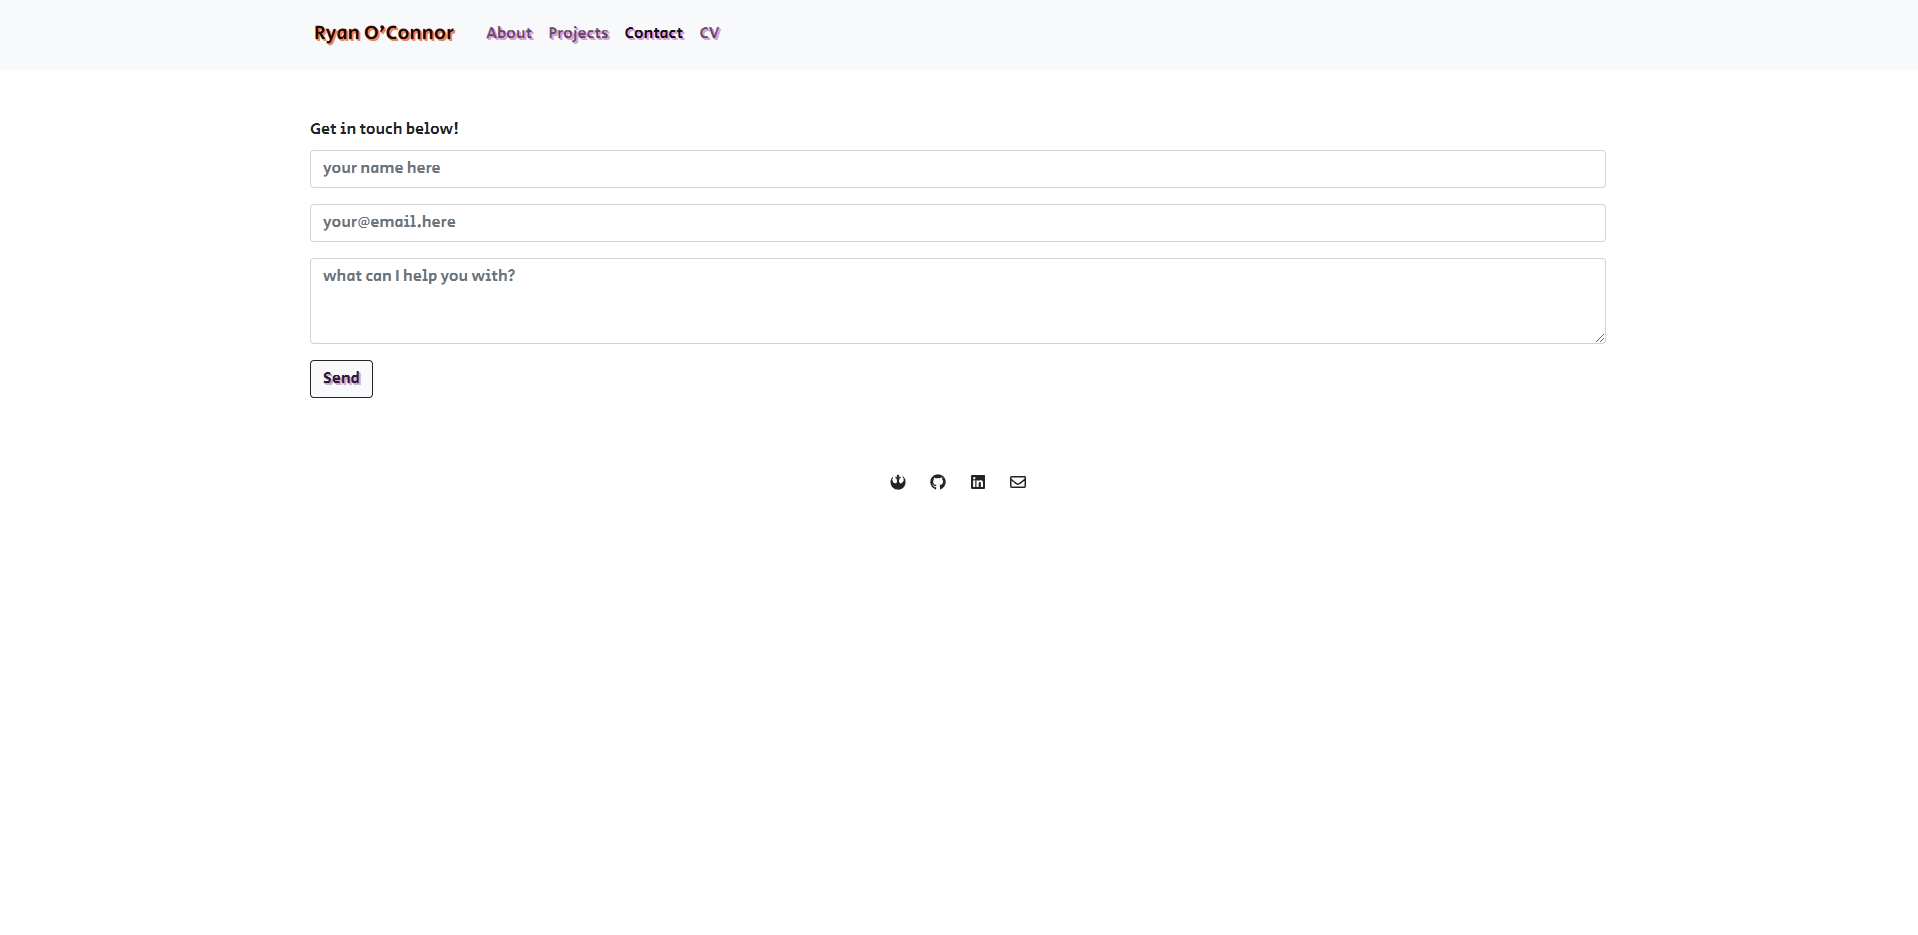 Ryan O’Connor About Projects Contact CV
Get in touch below!
your name here
your@email.here
what can I help you with?
Send